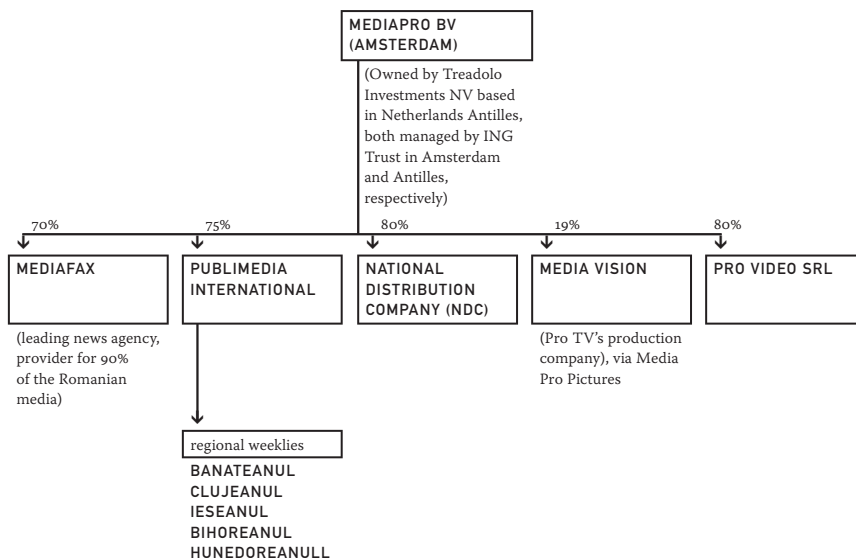 MEDIAPRO BV
(AMSTERDAM)
(Owned by Treadolo
Investments NV based
in Netherlands Antilles,
both managed by ING
Trust in Amsterdam
and Antilles,
respectively)
70%
75%
80%
19%
80%
MEDIAFAX
(leading news agency,
provider for 90%
of the Romanian
media)
PUBLIMEDIA
INTERNATIONAL
NATIONAL
DISTRIBUTION
COMPANY (NDC)
MEDIA VISION
(Pro TV's production
company), via Media
Pro Pictures
PRO VIDEO SRL
regional weeklies
BANATEANUL
CLUJEANUL
IESEANUL
BIHOREANUL
HUNEDOREANULL